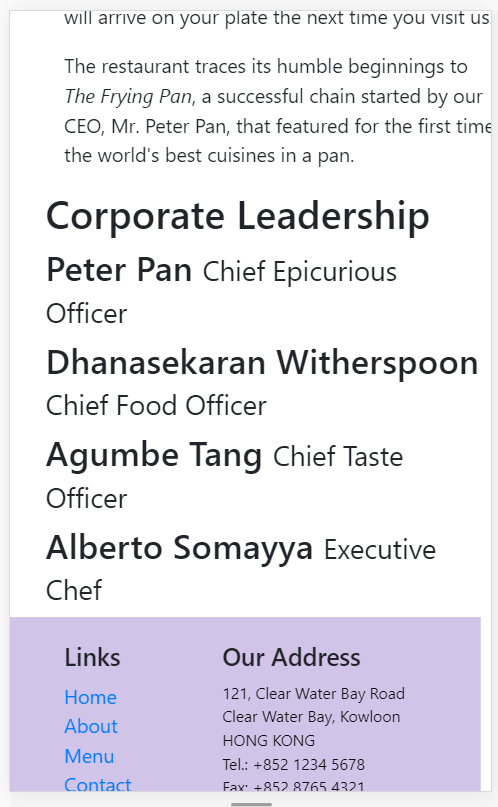 will arrive on your plate the next time you visit us
The restaurant traces its humble beginnings to
The Frying Pan, a successful chain started by our
CEO, Mr. Peter Pan, that featured for the first time
the world's best cuisines in a pan.
Corporate Leadership
Peter Pan Chief Epicurious
Officer
Dhanasekaran Witherspoon
Chief Food Officer
Agumbe Tang Chief Taste
Officer
Alberto Somayya Executive
Chef
Links
Home
About
Menu
Contact
Our Address
121, Clear Water Bay Road
Clear Water Bay, Kowloon
HONG KONG
Tel.: +852 1234 5678
Fax: +852 8765 4321